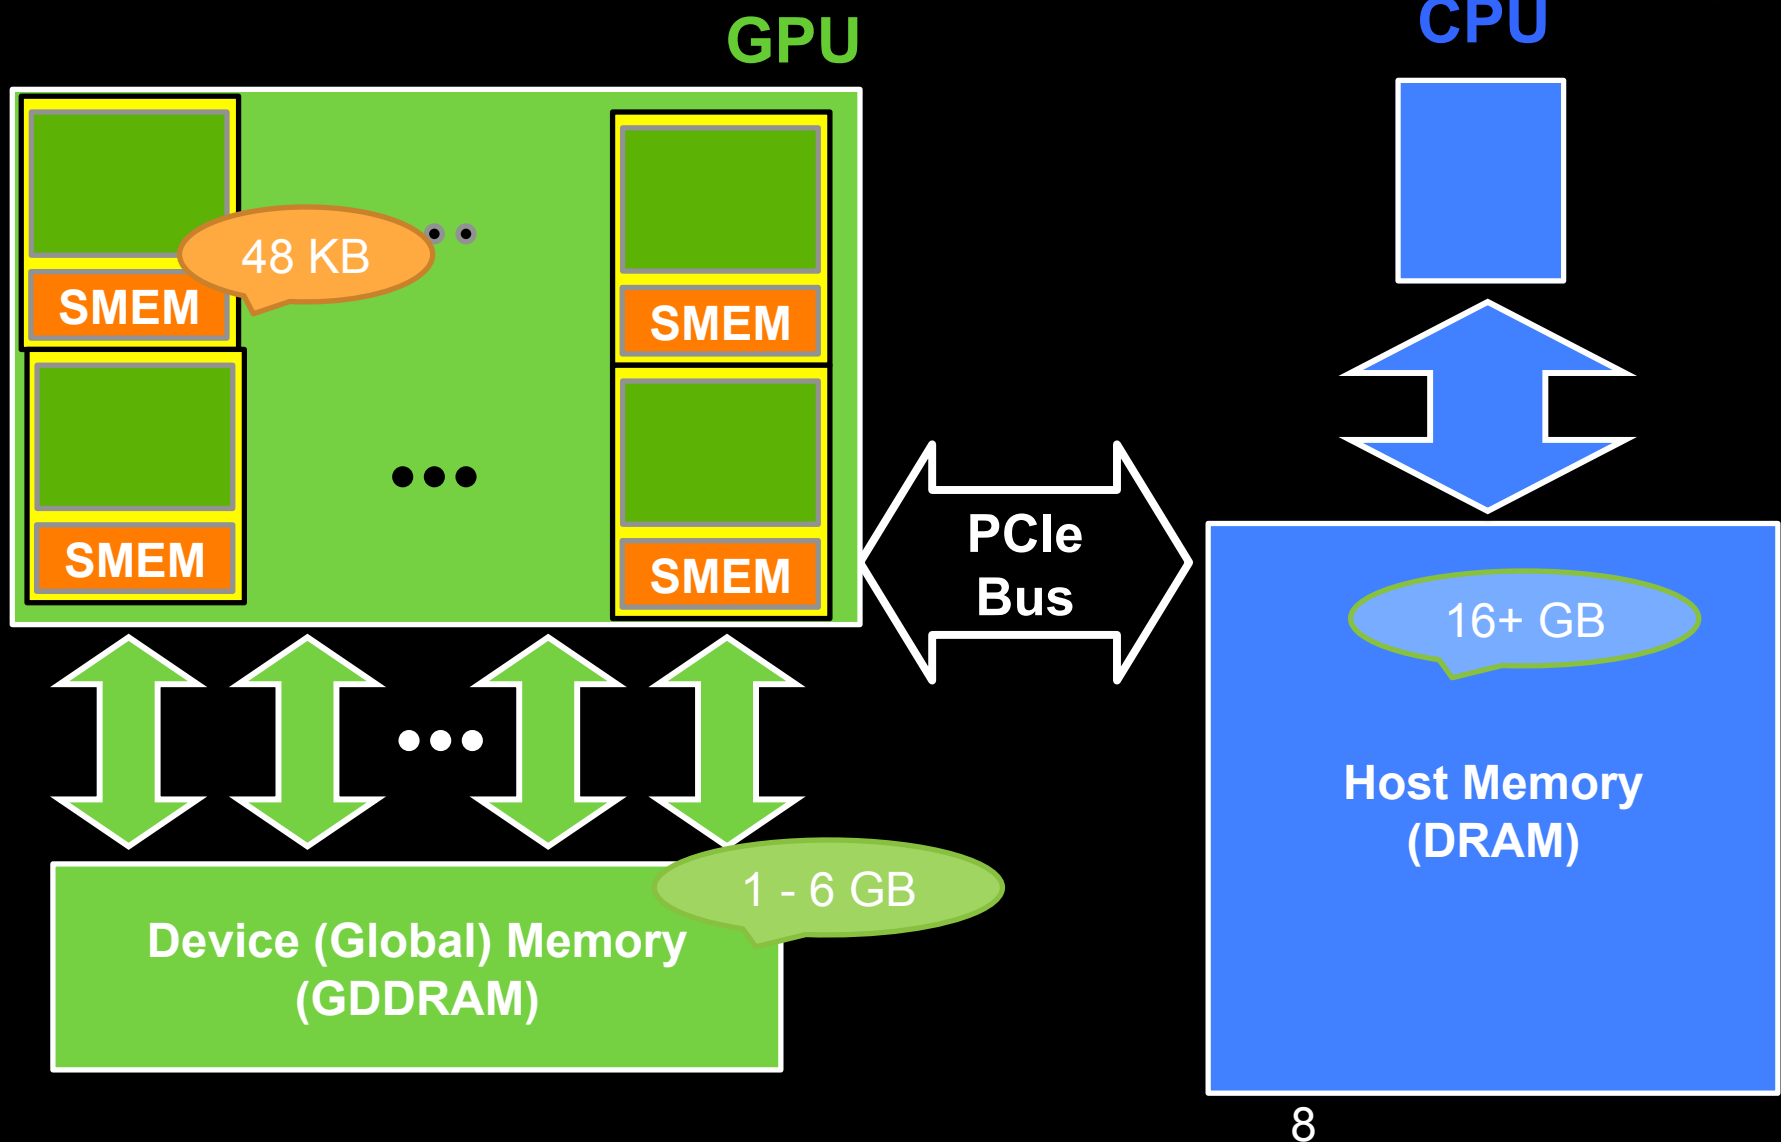 GPU
CPU
48 KB
SMEM
SMEM
SMEM
SMEM
PCIe
Bus
16+ GB
Host Memory
(DRAM)
1 - 6 GB
Device (Global) Memory
(GDDRAM)
8